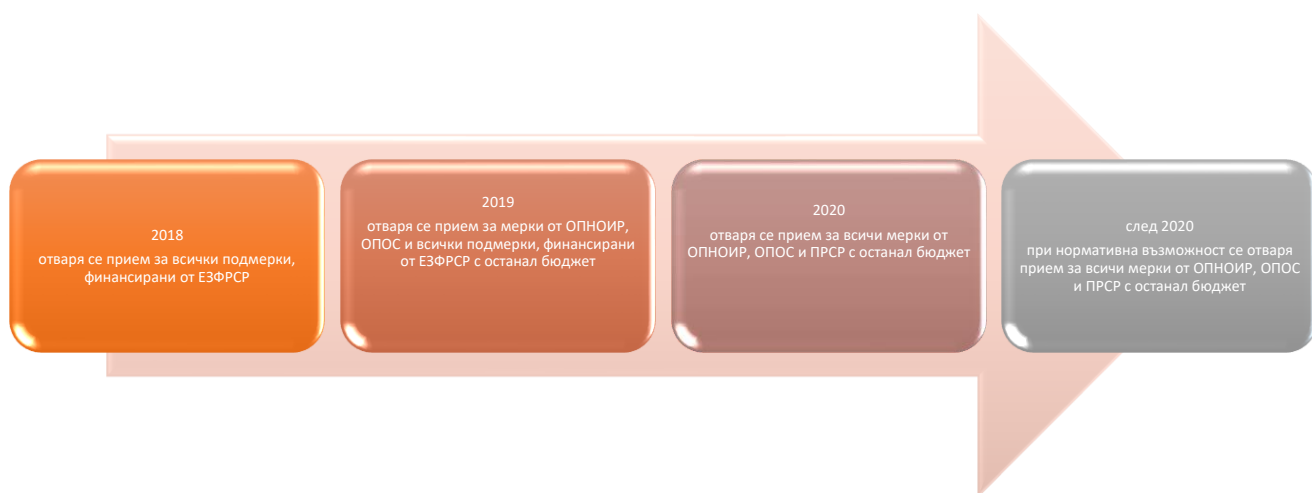 2018
отваря се прием за всички подмерки,
финансирани от ЕЗФРСР
2019
отваря се прием за мерки от ОПНОИР,
ОПОС и всички подмерки, финансирани
от ЕЗФРСР с останал бюджет
2020
отваря се прием за всичи мерки от
ОПНОИР, ОПОС и ПРСР с останал бюджет
след 2020
при нормативна възможност се отваря
прием за всичи мерки от ОПНОИР, ОПОС
и ПРСР с останал бюджет